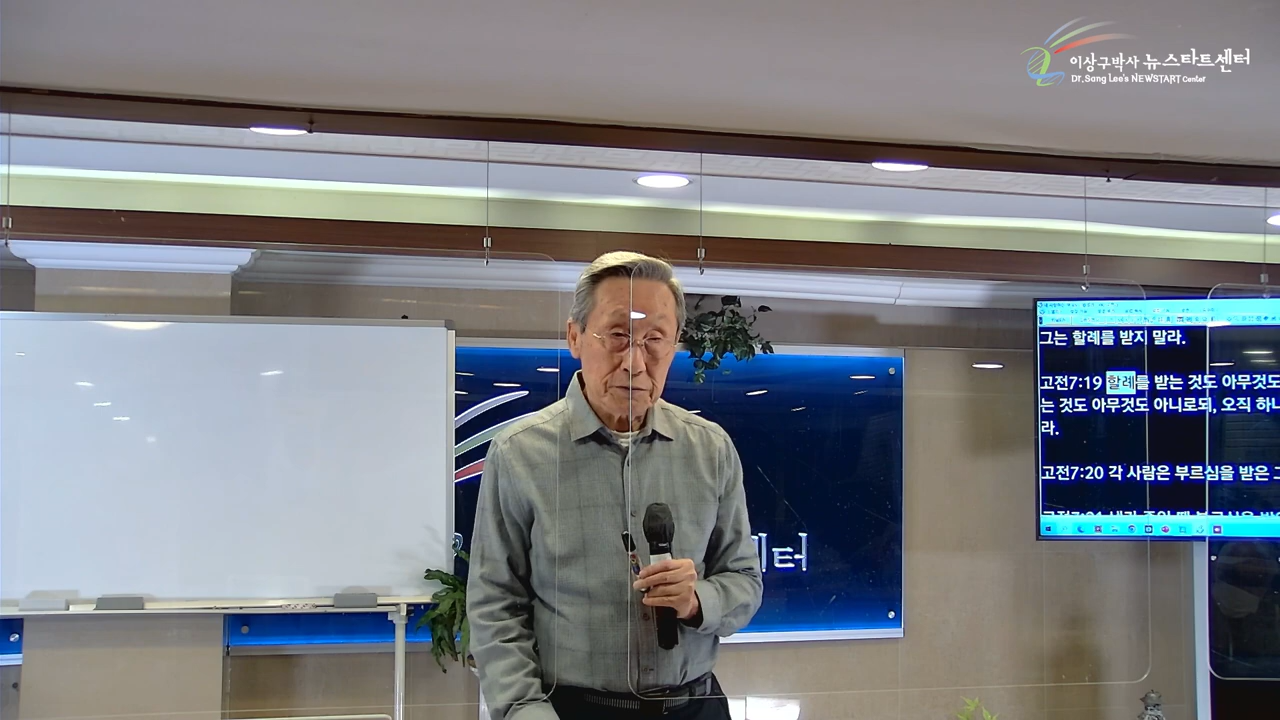 이상구박사 뉴스타트센터
Dr. Sang Lee's NEWSTART Center
그는 할례를 받지 말라.
고전7:19 할례를 받는 것도 아무것도
는 것도 아무것도 아니로되, 오직 하나
라.
고전7:20 각 사람은 부르심을 받은 그
터